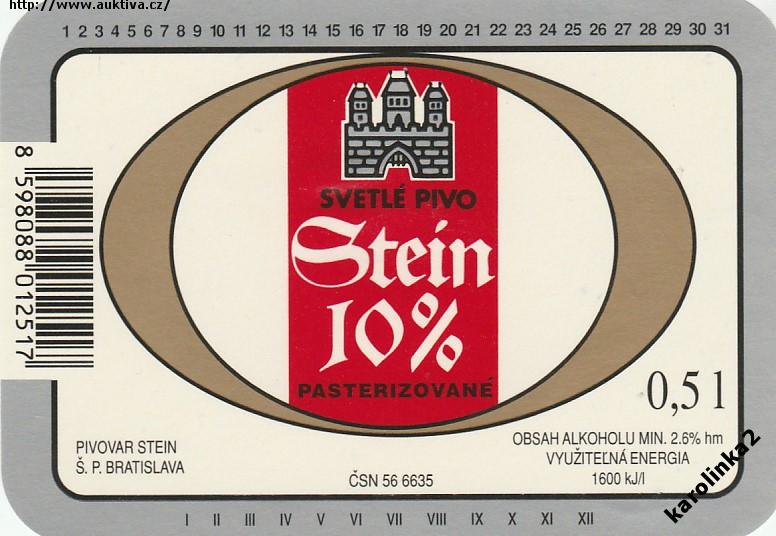 http://www.auktiva.cz/
1 2 3 4 5 6 7 8 9 10 11 12 13 14 15 16 17 18 19 20 21 22 23 24 25 26 27 28 29 30 31
8 598088 012517
SVETLÉ PIVO
Stein
10%
PASTERIZOVANÉ
0,5 l
PIVOVAR STEIN
Š. P. BRATISLAVA
ČSN 56 6635
OBSAH ALKOHOLU MIN. 2.6% hm
VYUŽITEĽNÁ ENERGIA
1600 kJ/l
karolinka2
I II III IV V VI VII VIII IX X XI XII